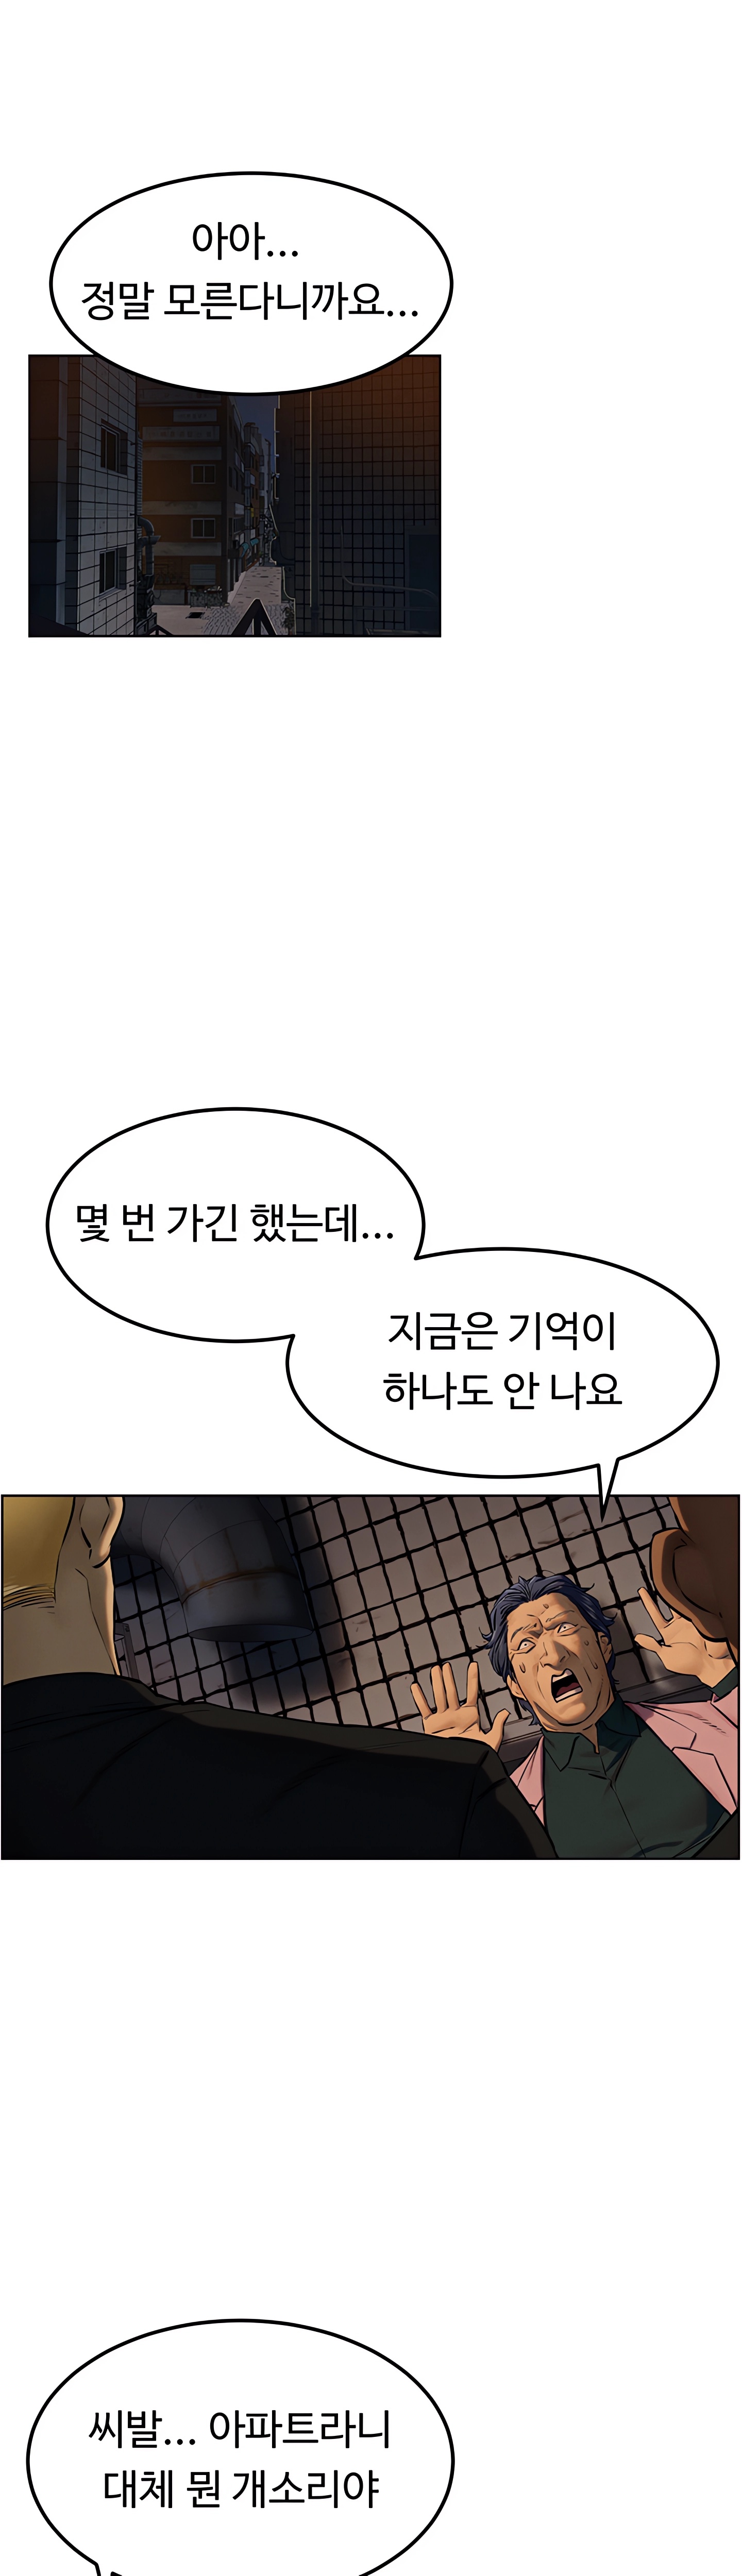 아아...
정말 모른다니까요...
몇 번 가긴 했는데...
지금은 기억이
하나도 안 나요
씨발... 아파트라니
대체 뭔 개소리야